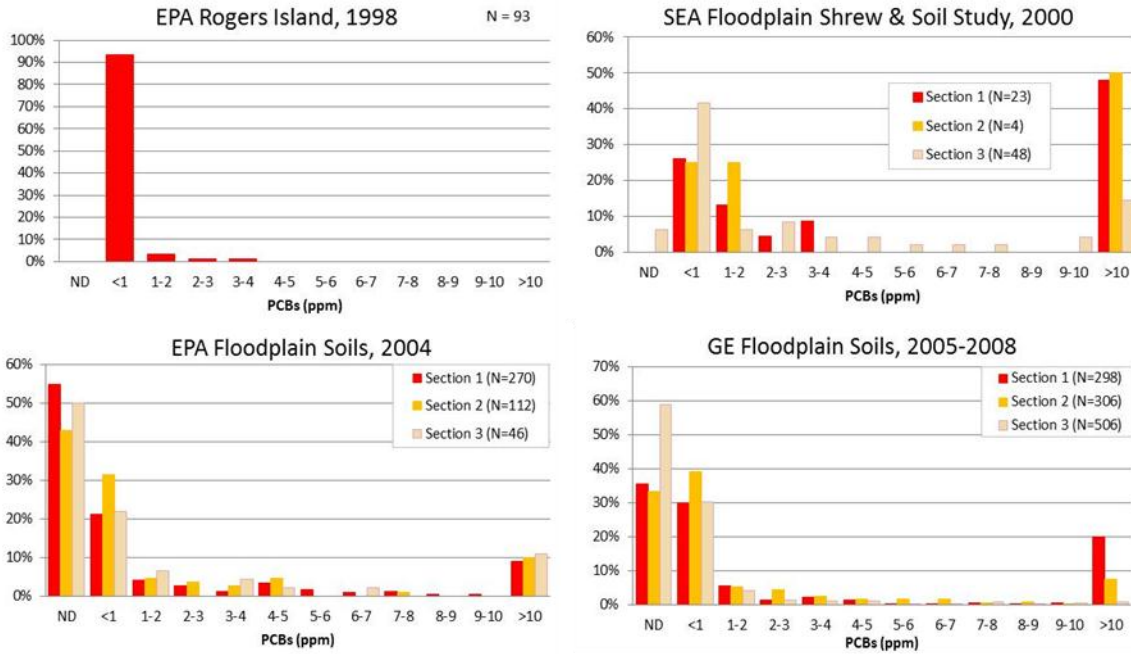 EPA Rogers Island, 1998
N = 93
100%
90%
80%
70%
60%
50%
40%
30%
20%
10%
0%
ND <1 1-2 2-3 3-4 4-5 5-6 6-7 7-8 8-9 9-10 >10
PCBs (ppm)
SEA Floodplain Shrew & Soil Study, 2000
60%
50%
40%
30%
20%
10%
0%
Section 1 (N=23)
Section 2 (N=4)
Section 3 (N=48)
ND <1 1-2 2-3 3-4 4-5 5-6 6-7 7-8 8-9 9-10 >10
PCBs (ppm)
EPA Floodplain Soils, 2004
60%
50%
40%
30%
20%
10%
0%
Section 1 (N=270)
Section 2 (N=112)
Section 3 (N=46)
ND <1 1-2 2-3 3-4 4-5 5-6 6-7 7-8 8-9 9-10 >10
PCBs (ppm)
GE Floodplain Soils, 2005-2008
70%
60%
50%
40%
30%
20%
10%
0%
Section 1 (N=298)
Section 2 (N=306)
Section 3 (N=506)
ND <1 1-2 2-3 3-4 4-5 5-6 6-7 7-8 8-9 9-10 >10
PCBs (ppm)